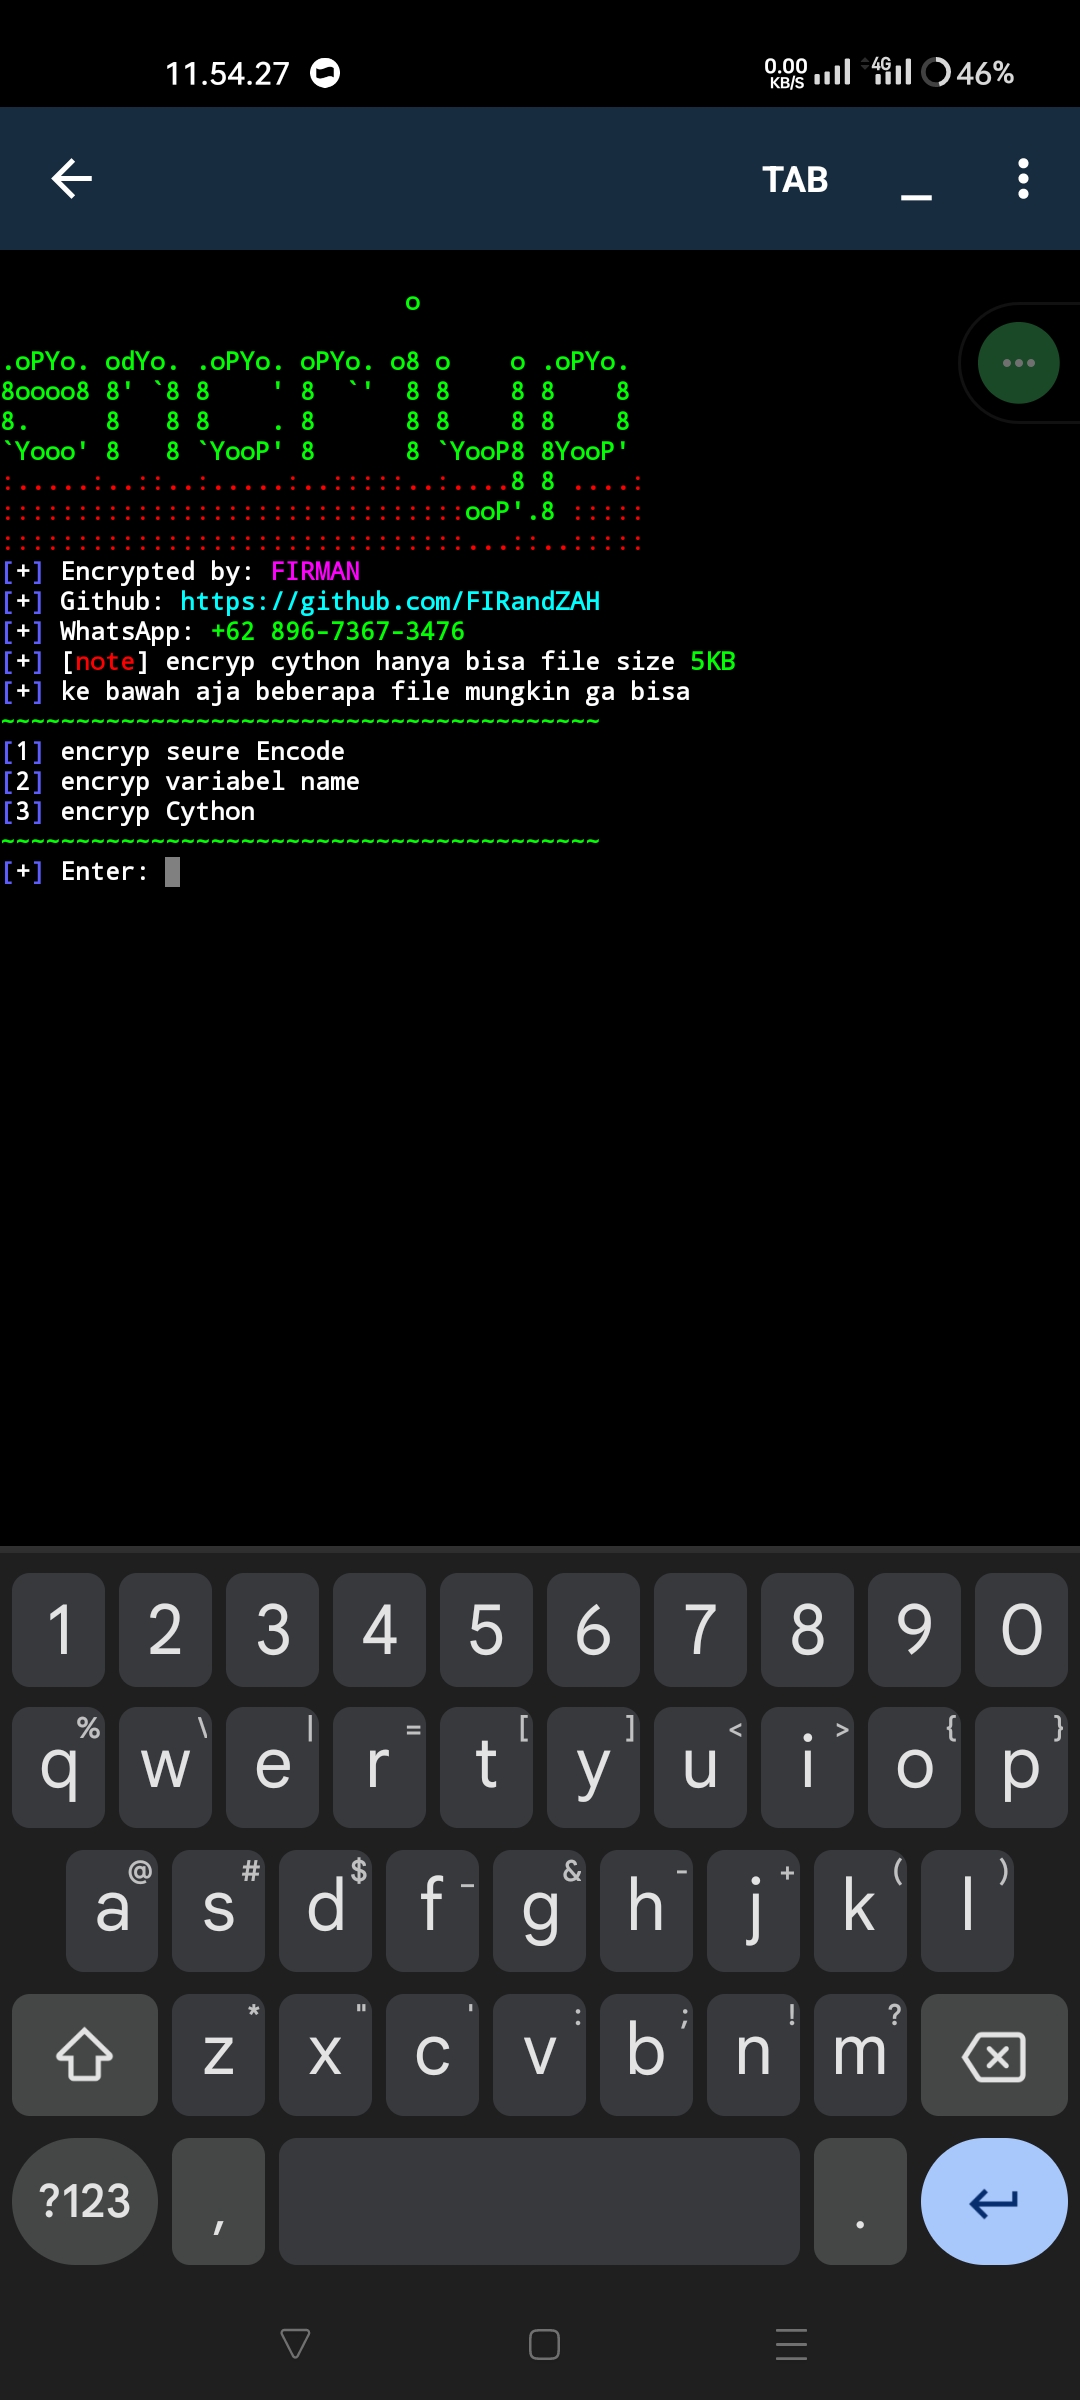 11.54.27 0.00 KB/S 4G 46%
TAB _
                           o
.oPYo. odYo. .oPYo. oPYo. o8 o    o .oPYo.
8oooo8 8' `8 8    ' 8  `'  8 8    8 8    8
8.     8   8 8    . 8      8 8    8 8    8
`Yooo' 8   8 `YooP' 8      8 `YooP8 8YooP'
:.....:..::..:.....:..:::::..:....8 8 ....:
:::::::::::::::::::::::::::::::ooP'.8 :::::
:::::::::::::::::::::::::::::::...::..:::::
[+] Encrypted by: FIRMAN
[+] Github: https://github.com/FIRandZAH
[+] WhatsApp: +62 896-7367-3476
[+] [note] encryp cython hanya bisa file size 5KB
[+] ke bawah aja beberapa file mungkin ga bisa
~~~~~~~~~~~~~~~~~~~~~~~~~~~~~~~~~~~~~~~~
[1] encryp seure Encode
[2] encryp variabel name
[3] encryp Cython
~~~~~~~~~~~~~~~~~~~~~~~~~~~~~~~~~~~~~~~~
[+] Enter:
1 2 3 4 5 6 7 8 9 0
% \ | = [ ] < > { }
q w e r t y u i o p
@ # $ _ & - + ( )
a s d f g h j k l
* " ' : ; ! ?
z x c v b n m
?123 , .